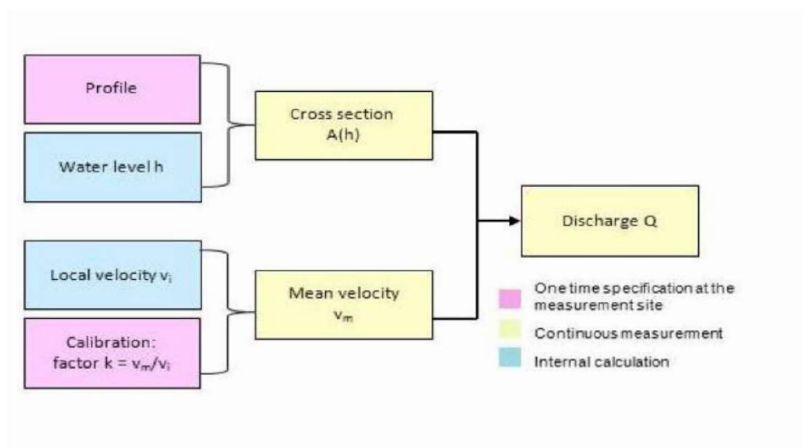 Profile
Water level h
Cross section
A(h)
Local velocity vᵢ
Calibration:
factor k = vₘ/vᵢ
Mean velocity
vₘ
Discharge Q
One time specification at the
measurement site
Continuous measurement
Internal calculation